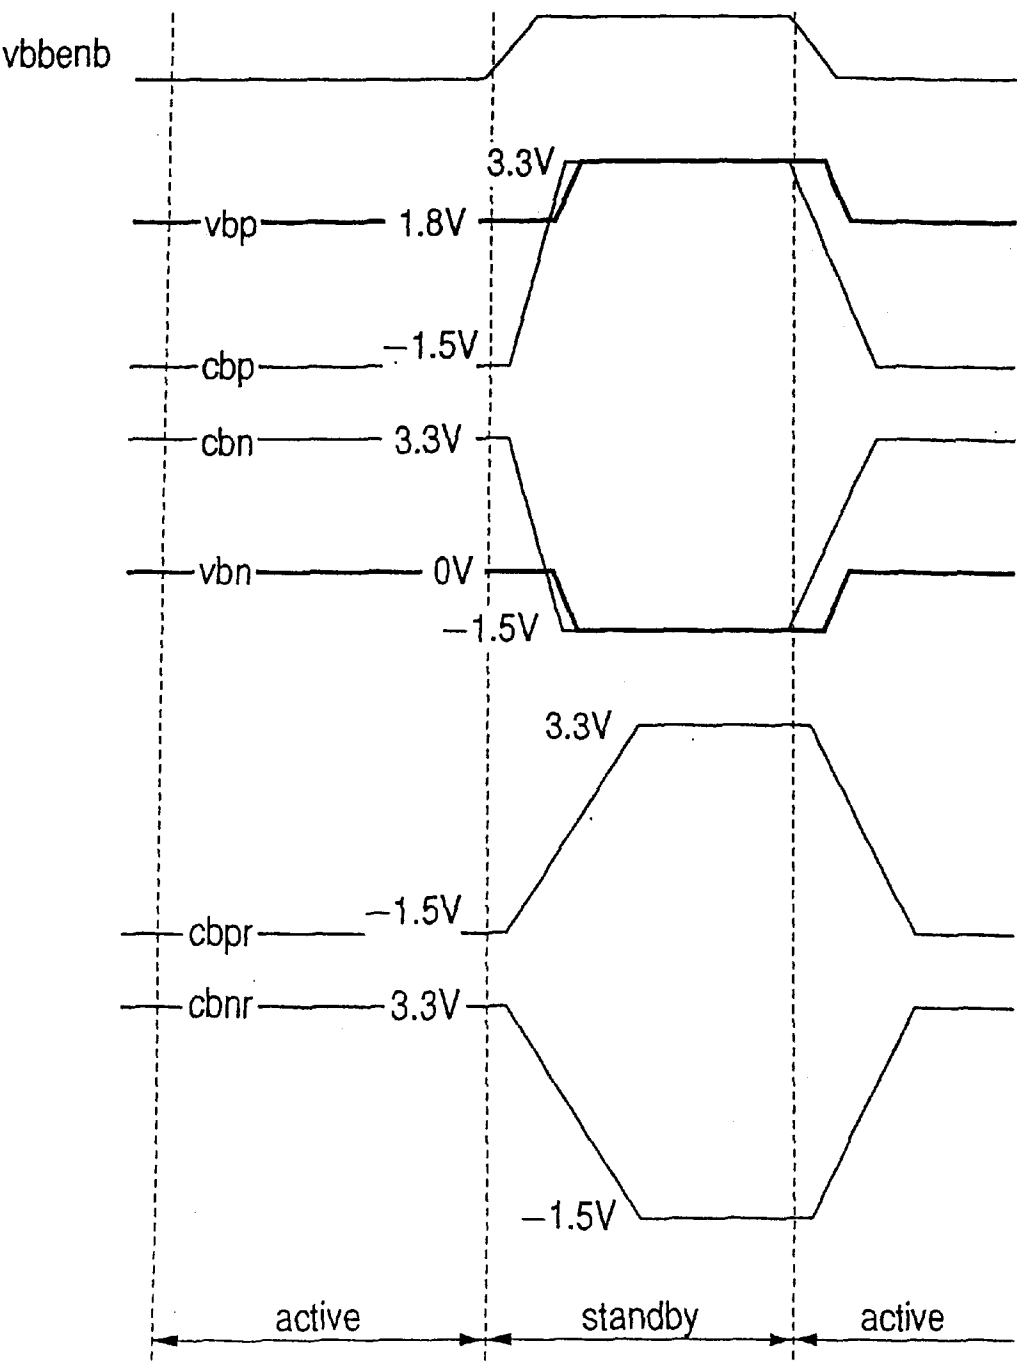 vbbenb
3.3V
vbp 1.8V
−1.5V
cbp
cbn 3.3V
vbn 0V
−1.5V
3.3V
−1.5V
cbpr
cbnr 3.3V
−1.5V
active standby active